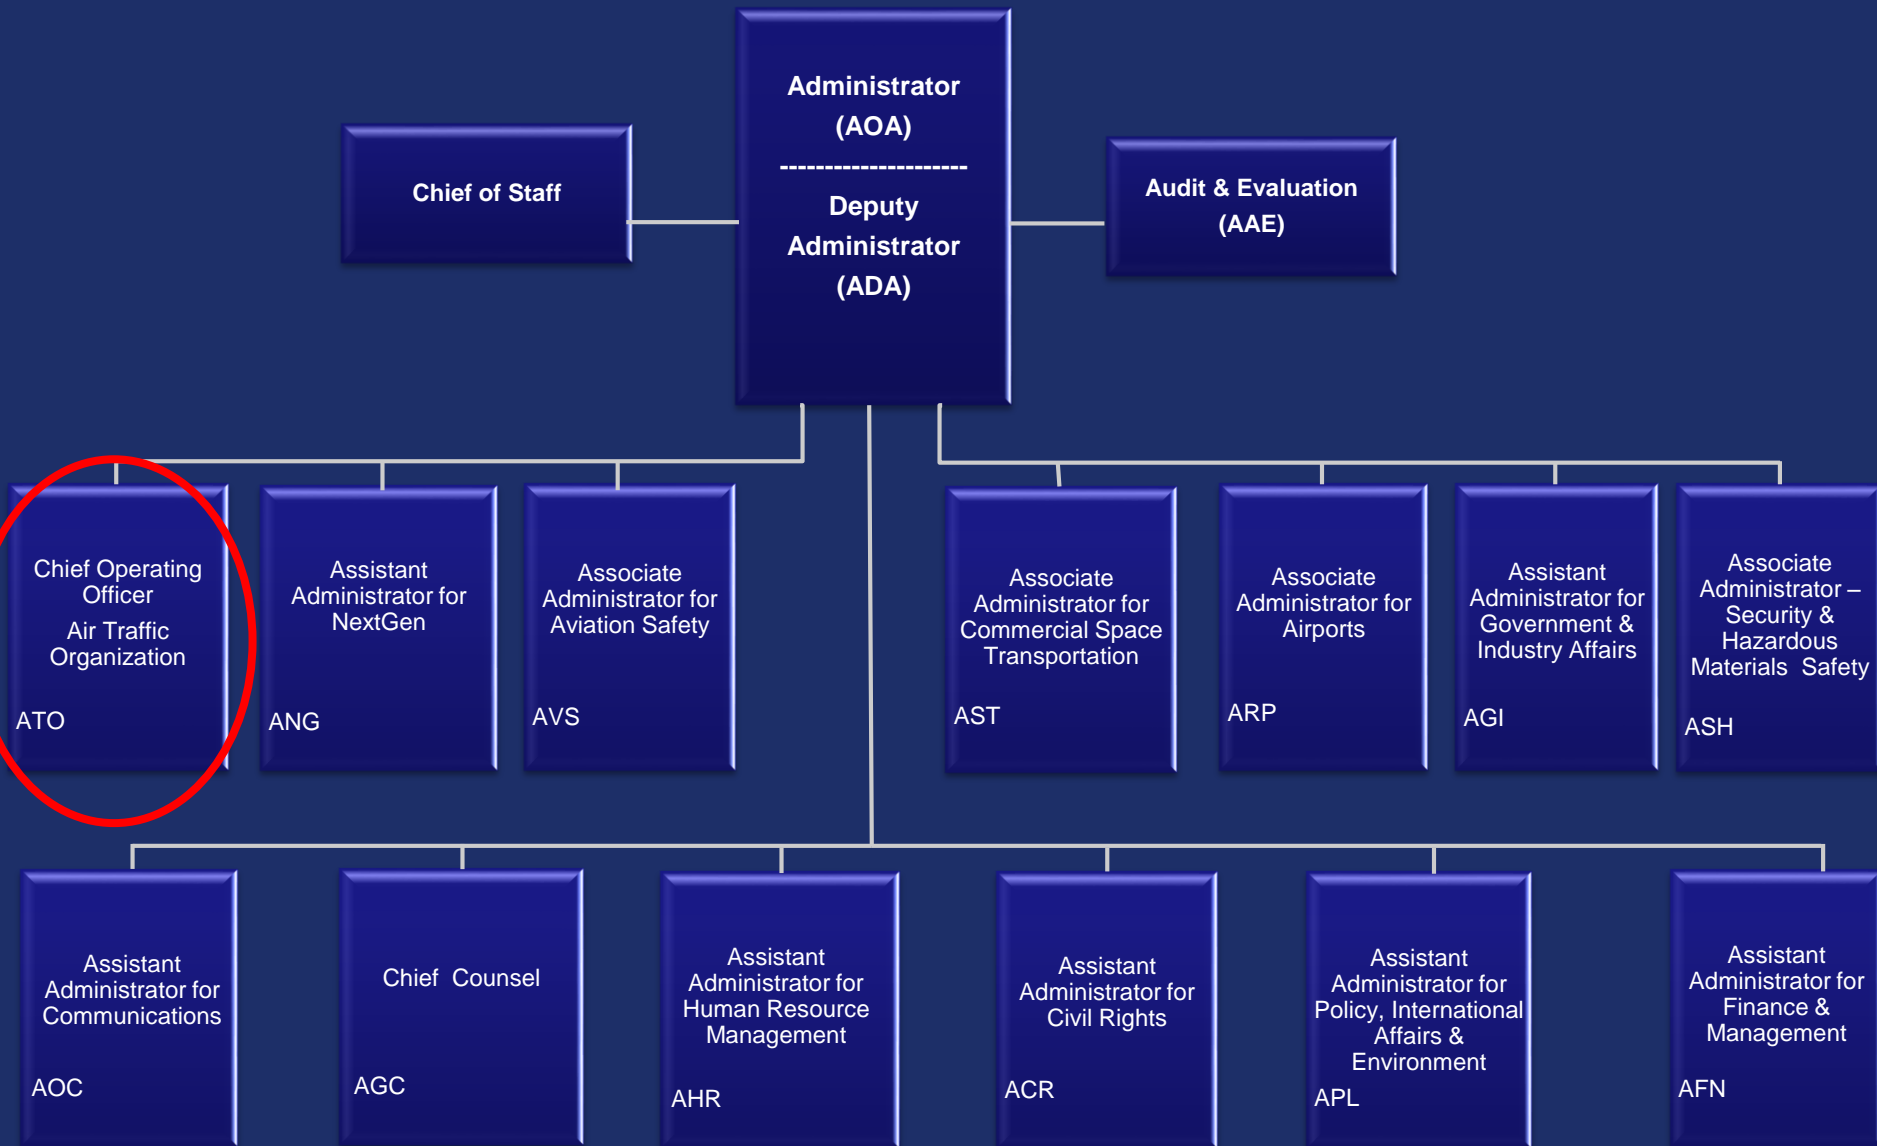 Administrator
(AOA)
---------------------
Deputy
Administrator
(ADA)
Chief of Staff
Audit & Evaluation
(AAE)
Chief Operating
Officer
Air Traffic
Organization
ATO
Assistant
Administrator for
NextGen
ANG
Associate
Administrator for
Aviation Safety
AVS
Associate
Administrator for
Commercial Space
Transportation
AST
Associate
Administrator for
Airports
ARP
Assistant
Administrator for
Government &
Industry Affairs
AGI
Associate
Administrator –
Security &
Hazardous
Materials  Safety
ASH
Assistant
Administrator for
Communications
AOC
Chief  Counsel
AGC
Assistant
Administrator for
Human Resource
Management
AHR
Assistant
Administrator for
Civil Rights
ACR
Assistant
Administrator for
Policy, International
Affairs &
Environment
APL
Assistant
Administrator for
Finance &
Management
AFN